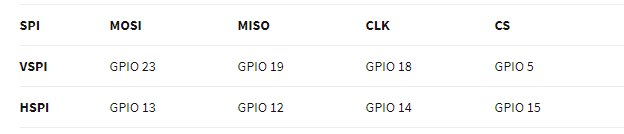 SPI MOSI MISO CLK CS
VSPI GPIO 23 GPIO 19 GPIO 18 GPIO 5
HSPI GPIO 13 GPIO 12 GPIO 14 GPIO 15